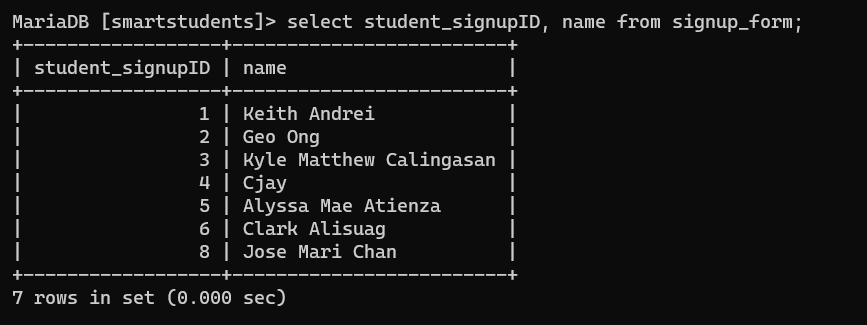 MariaDB [smartstudents]> select student_signupID, name from signup_form;
+------------------+-------------------------+
| student_signupID | name                    |
+------------------+-------------------------+
|                1 | Keith Andrei            |
|                2 | Geo Ong                 |
|                3 | Kyle Matthew Calingasan |
|                4 | Cjay                    |
|                5 | Alyssa Mae Atienza      |
|                6 | Clark Alisuag           |
|                8 | Jose Mari Chan          |
+------------------+-------------------------+
7 rows in set (0.000 sec)